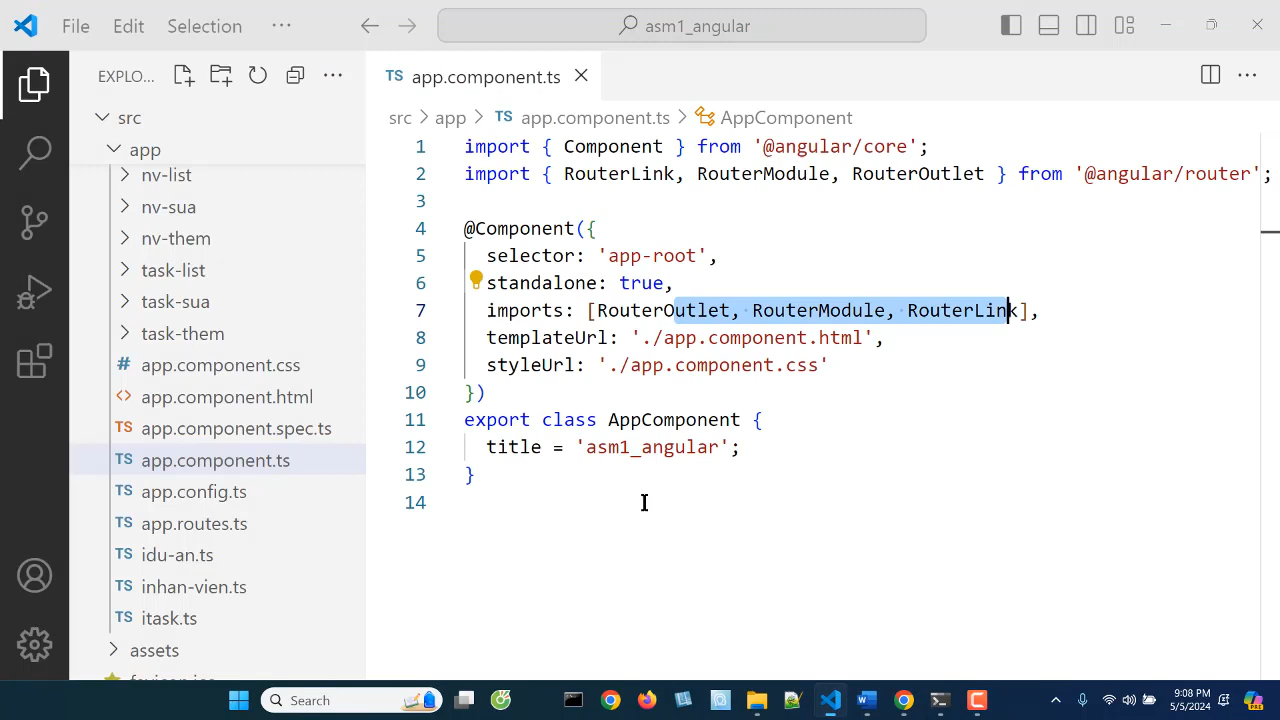 File Edit Selection ··· asm1_angular
EXPLO...
src
app
nv-list
nv-sua
nv-them
task-list
task-sua
task-them
# app.component.css
<> app.component.html
TS app.component.spec.ts
TS app.component.ts
TS app.config.ts
TS app.routes.ts
TS idu-an.ts
TS inhan-vien.ts
TS itask.ts
assets
favicon.ico
TS app.component.ts
src > app > TS app.component.ts > AppComponent
1 import { Component } from '@angular/core';
2 import { RouterLink, RouterModule, RouterOutlet } from '@angular/router';
3
4 @Component({
5 selector: 'app-root',
6 standalone: true,
7 imports: [RouterOutlet, RouterModule, RouterLink],
8 templateUrl: './app.component.html',
9 styleUrl: './app.component.css'
10 })
11 export class AppComponent {
12 title = 'asm1_angular';
13 }
14
Search
9:08 PM
5/5/2024